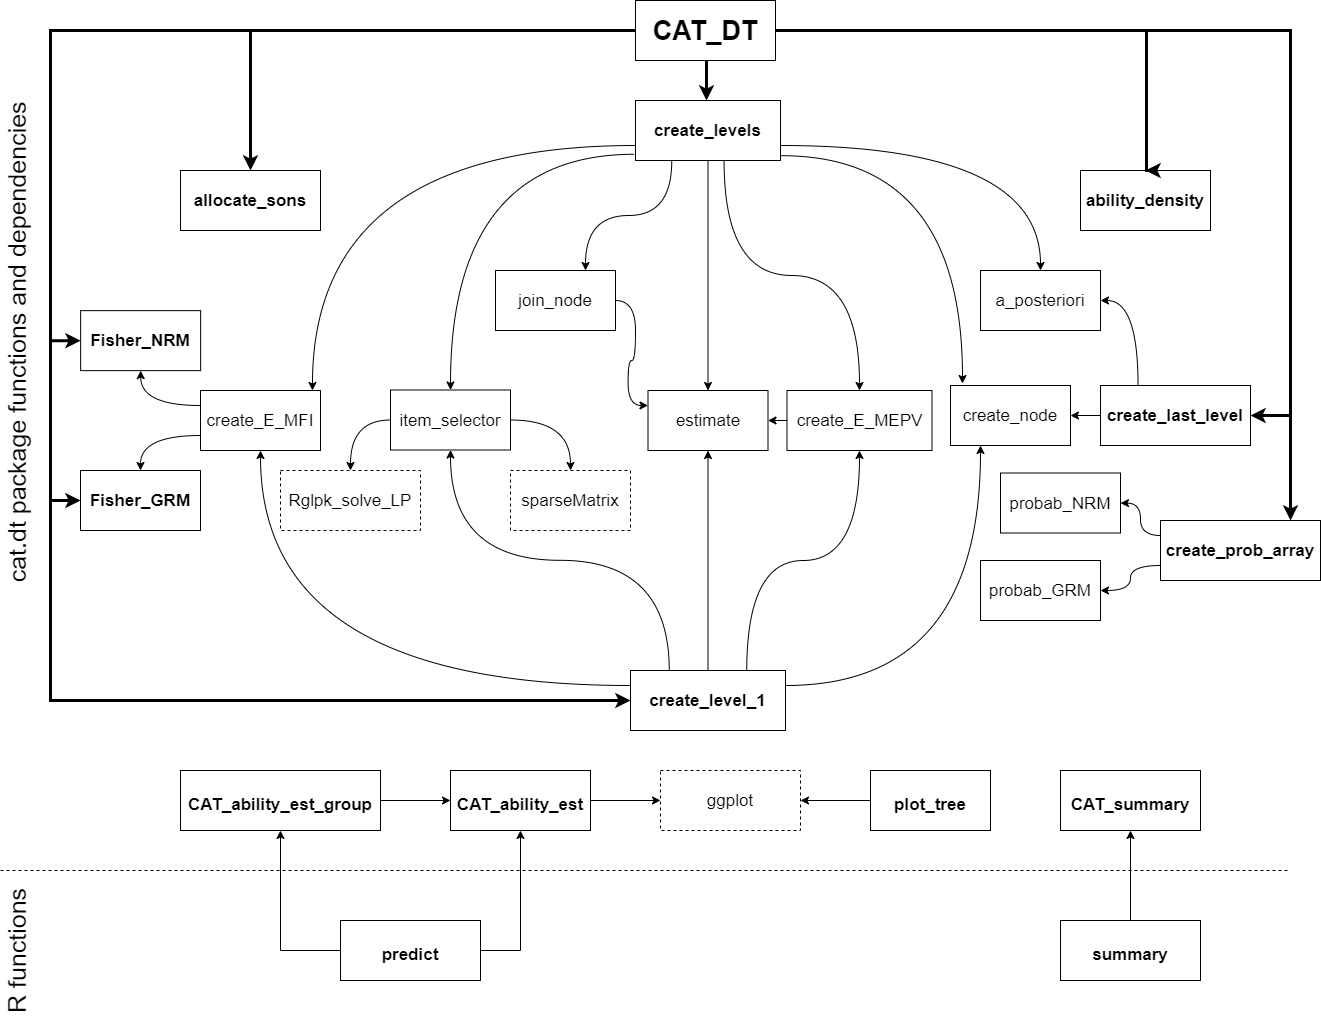 CAT_DT
create_levels
cat.dt package functions and dependencies
allocate_sons
ability_density
join_node
a_posteriori
Fisher_NRM
create_E_MFI
item_selector
estimate
create_E_MEPV
create_node
create_last_level
Fisher_GRM
Rglpk_solve_LP
sparseMatrix
probab_NRM
create_prob_array
probab_GRM
create_level_1
CAT_ability_est_group
CAT_ability_est
ggplot
plot_tree
CAT_summary
R functions
predict
summary